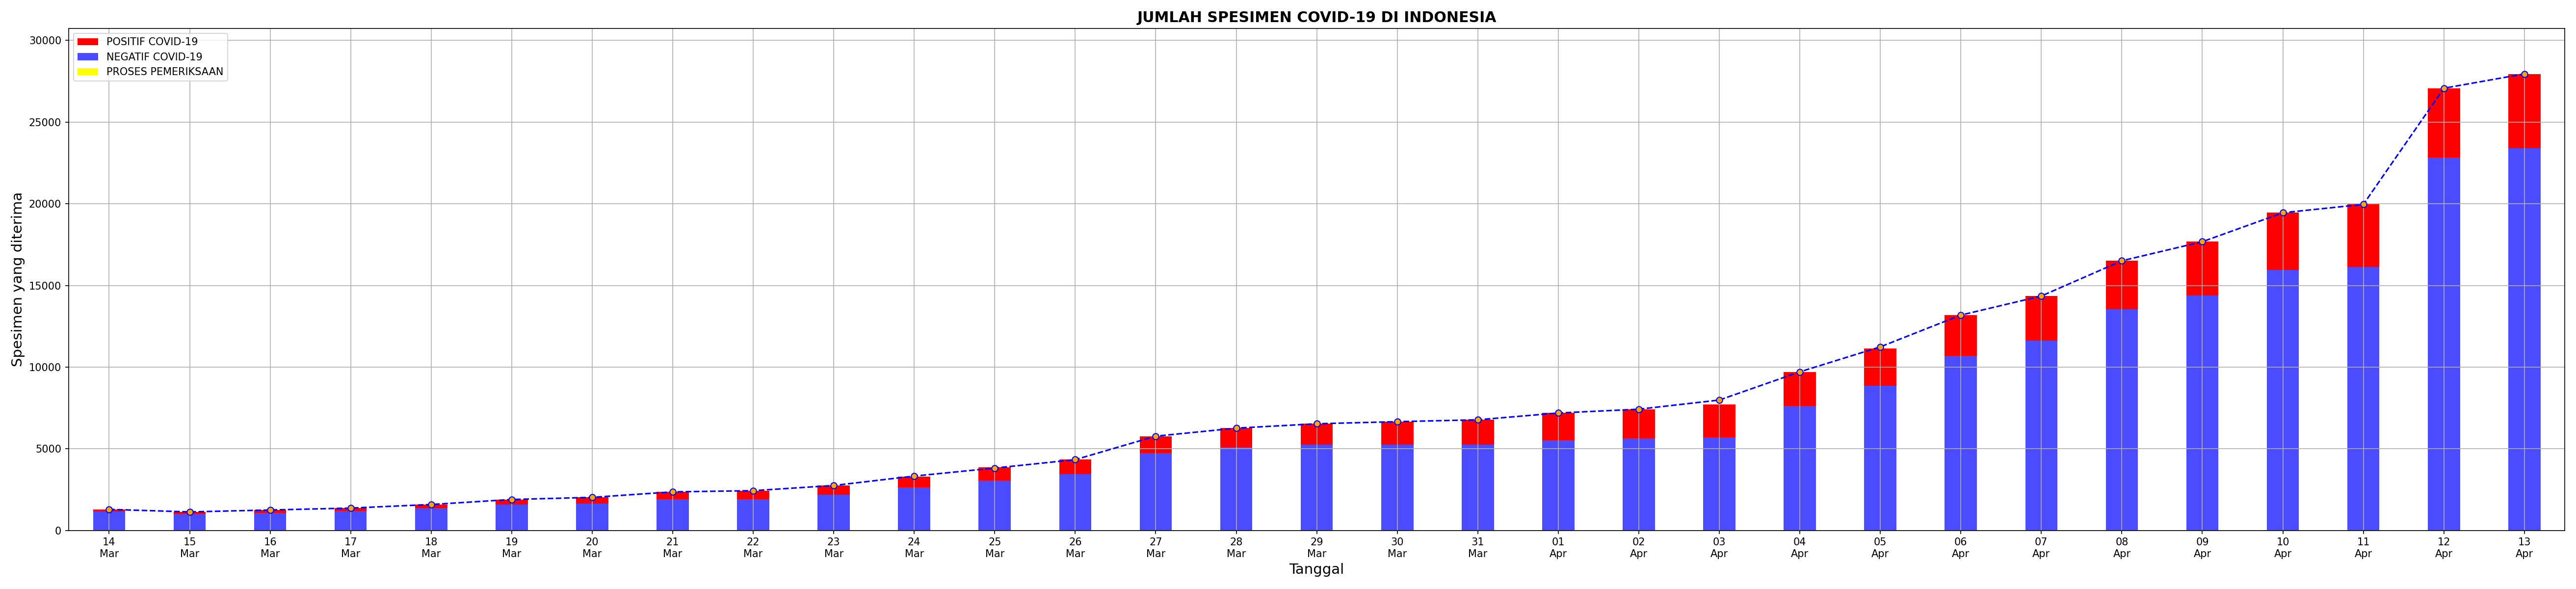 JUMLAH SPESIMEN COVID-19 DI INDONESIA
POSITIF COVID-19
NEGATIF COVID-19
PROSES PEMERIKSAAN
Spesimen yang diterima
30000
25000
20000
15000
10000
5000
0
14 Mar
15 Mar
16 Mar
17 Mar
18 Mar
19 Mar
20 Mar
21 Mar
22 Mar
23 Mar
24 Mar
25 Mar
26 Mar
27 Mar
28 Mar
29 Mar
30 Mar
31 Mar
01 Apr
02 Apr
03 Apr
04 Apr
05 Apr
06 Apr
07 Apr
08 Apr
09 Apr
10 Apr
11 Apr
12 Apr
13 Apr
Tanggal